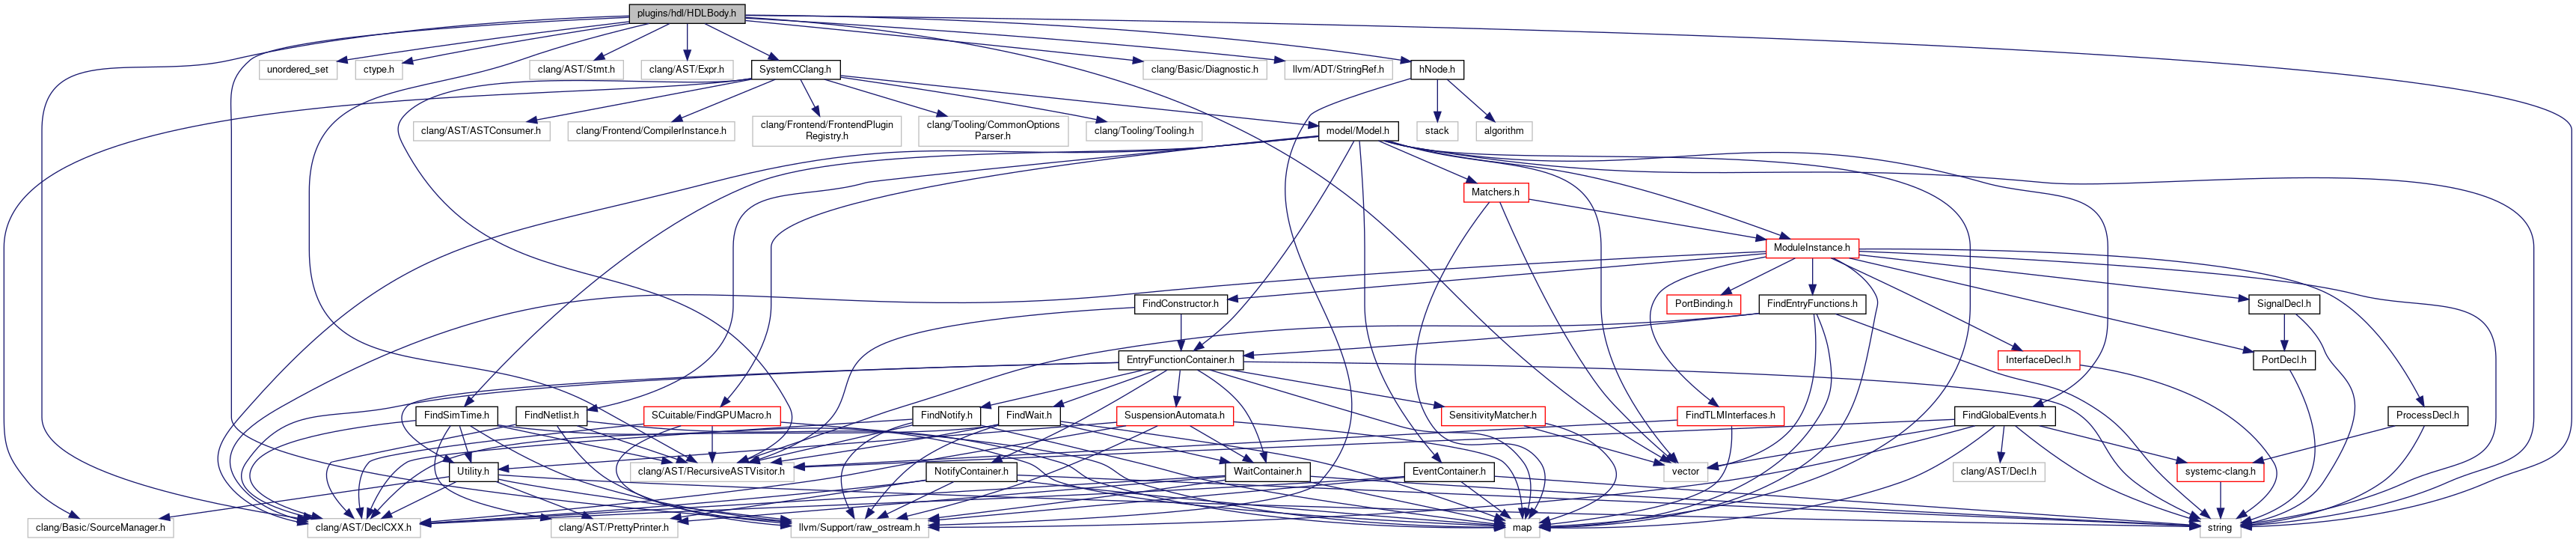 plugins/hdl/HDLBody.h
unordered_set
ctype.h
clang/AST/Stmt.h
clang/AST/Expr.h
SystemCClang.h
clang/Basic/Diagnostic.h
llvm/ADT/StringRef.h
hNode.h
clang/AST/ASTConsumer.h
clang/Frontend/CompilerInstance.h
clang/Frontend/FrontendPlugin
Registry.h
clang/Tooling/CommonOptions
Parser.h
clang/Tooling/Tooling.h
model/Model.h
stack
algorithm
Matchers.h
ModuleInstance.h
FindConstructor.h
PortBinding.h
FindEntryFunctions.h
SignalDecl.h
EntryFunctionContainer.h
InterfaceDecl.h
PortDecl.h
FindSimTime.h
FindNetlist.h
SCuitable/FindGPUMacro.h
FindNotify.h
FindWait.h
SuspensionAutomata.h
SensitivityMatcher.h
FindTLMInterfaces.h
FindGlobalEvents.h
ProcessDecl.h
Utility.h
clang/AST/RecursiveASTVisitor.h
NotifyContainer.h
WaitContainer.h
EventContainer.h
vector
clang/AST/Decl.h
systemc-clang.h
clang/Basic/SourceManager.h
clang/AST/DeclCXX.h
clang/AST/PrettyPrinter.h
llvm/Support/raw_ostream.h
map
string